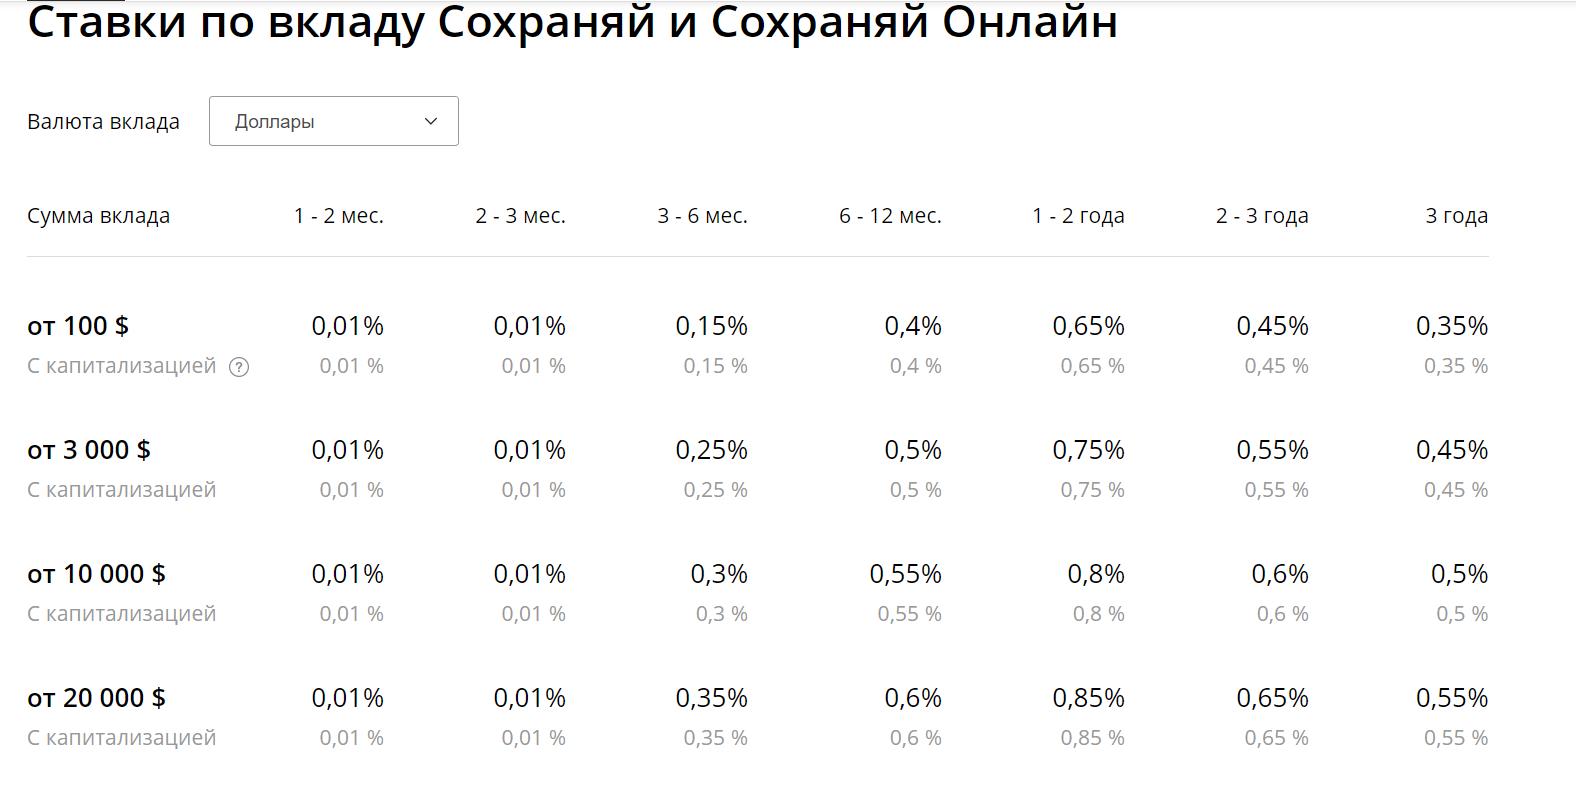 Ставки по вкладу Сохраняй и Сохраняй Онлайн
Валюта вклада Доллары
Сумма вклада 1 - 2 мес. 2 - 3 мес. 3 - 6 мес. 6 - 12 мес. 1 - 2 года 2 - 3 года 3 года
от 100 $ 0,01% 0,01% 0,15% 0,4% 0,65% 0,45% 0,35%
С капитализацией ? 0,01 % 0,01 % 0,15 % 0,4 % 0,65 % 0,45 % 0,35 %
от 3 000 $ 0,01% 0,01% 0,25% 0,5% 0,75% 0,55% 0,45%
С капитализацией 0,01 % 0,01 % 0,25 % 0,5 % 0,75 % 0,55 % 0,45 %
от 10 000 $ 0,01% 0,01% 0,3% 0,55% 0,8% 0,6% 0,5%
С капитализацией 0,01 % 0,01 % 0,3 % 0,55 % 0,8 % 0,6 % 0,5 %
от 20 000 $ 0,01% 0,01% 0,35% 0,6% 0,85% 0,65% 0,55%
С капитализацией 0,01 % 0,01 % 0,35 % 0,6 % 0,85 % 0,65 % 0,55 %